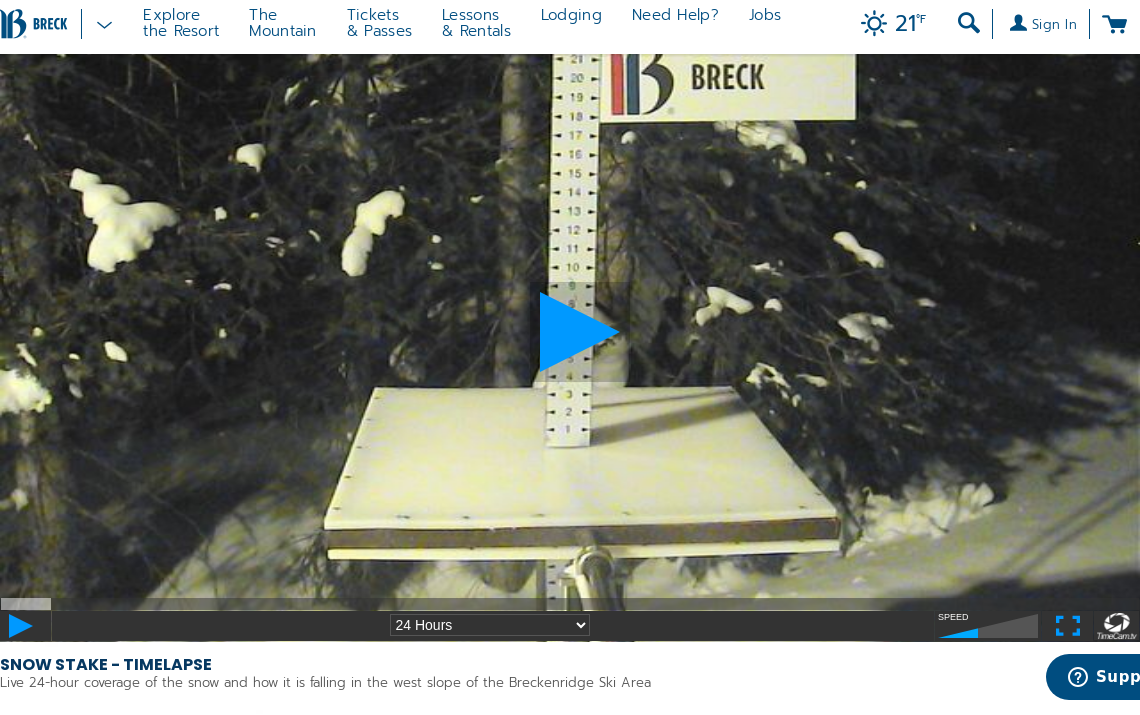 BRECK
Explore
the Resort
The
Mountain
Tickets
& Passes
Lessons
& Rentals
Lodging
Need Help?
Jobs
21°F
Sign In
BRECK
21
20
19
18
17
16
15
14
13
12
11
10
9
8
5
4
3
2
1
24 Hours
SPEED
TimeCam.tv
SNOW STAKE - TIMELAPSE
Live 24-hour coverage of the snow and how it is falling in the west slope of the Breckenridge Ski Area
Supp